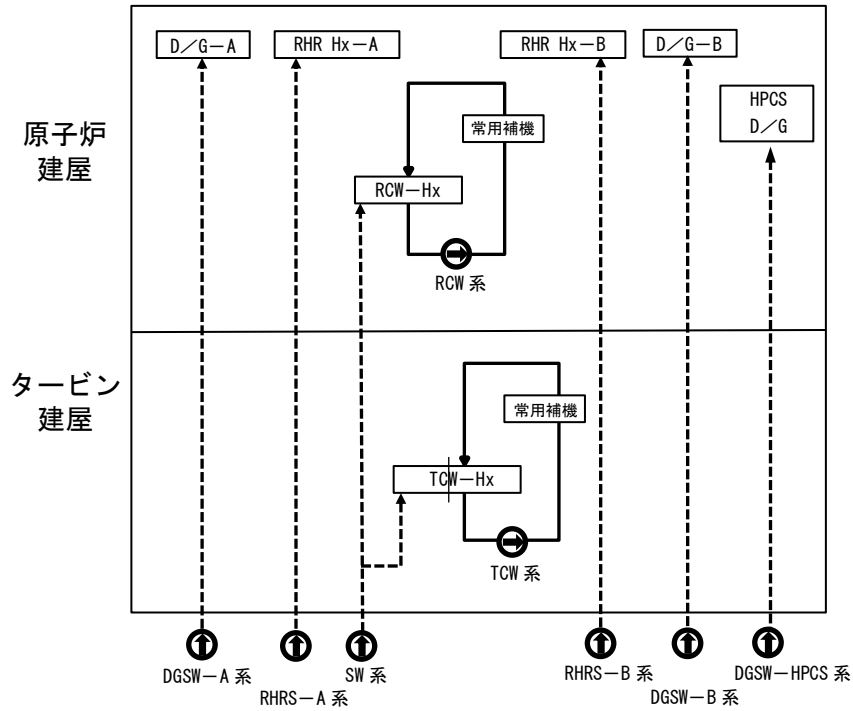 D／G－A
RHR Hx－A
RHR Hx－B
D／G－B
HPCS
D／G
原子炉
建屋
常用補機
RCW－Hx
RCW 系
タービン
建屋
常用補機
TCW－Hx
TCW 系
DGSW－A 系
RHRS－A 系
SW 系
RHRS－B 系
DGSW－B 系
DGSW－HPCS 系